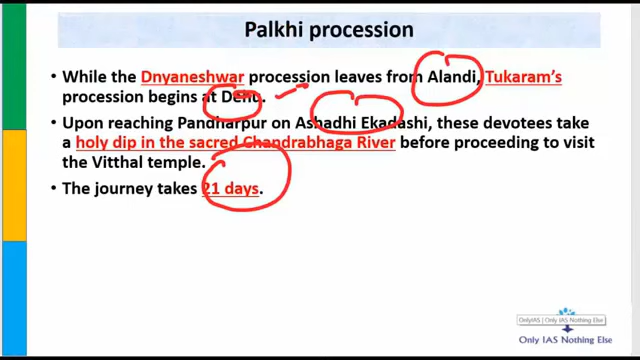 Palkhi procession
• While the Dnyaneshwar procession leaves from Alandi, Tukaram's
procession begins at Dehu.
• Upon reaching Pandharpur on Ashadhi Ekadashi, these devotees take
a holy dip in the sacred Chandrabhaga River before proceeding to visit
the Vitthal temple.
• The journey takes 21 days.
OnlyIAS | Only IAS Nothing Else
Only IAS Nothing Else